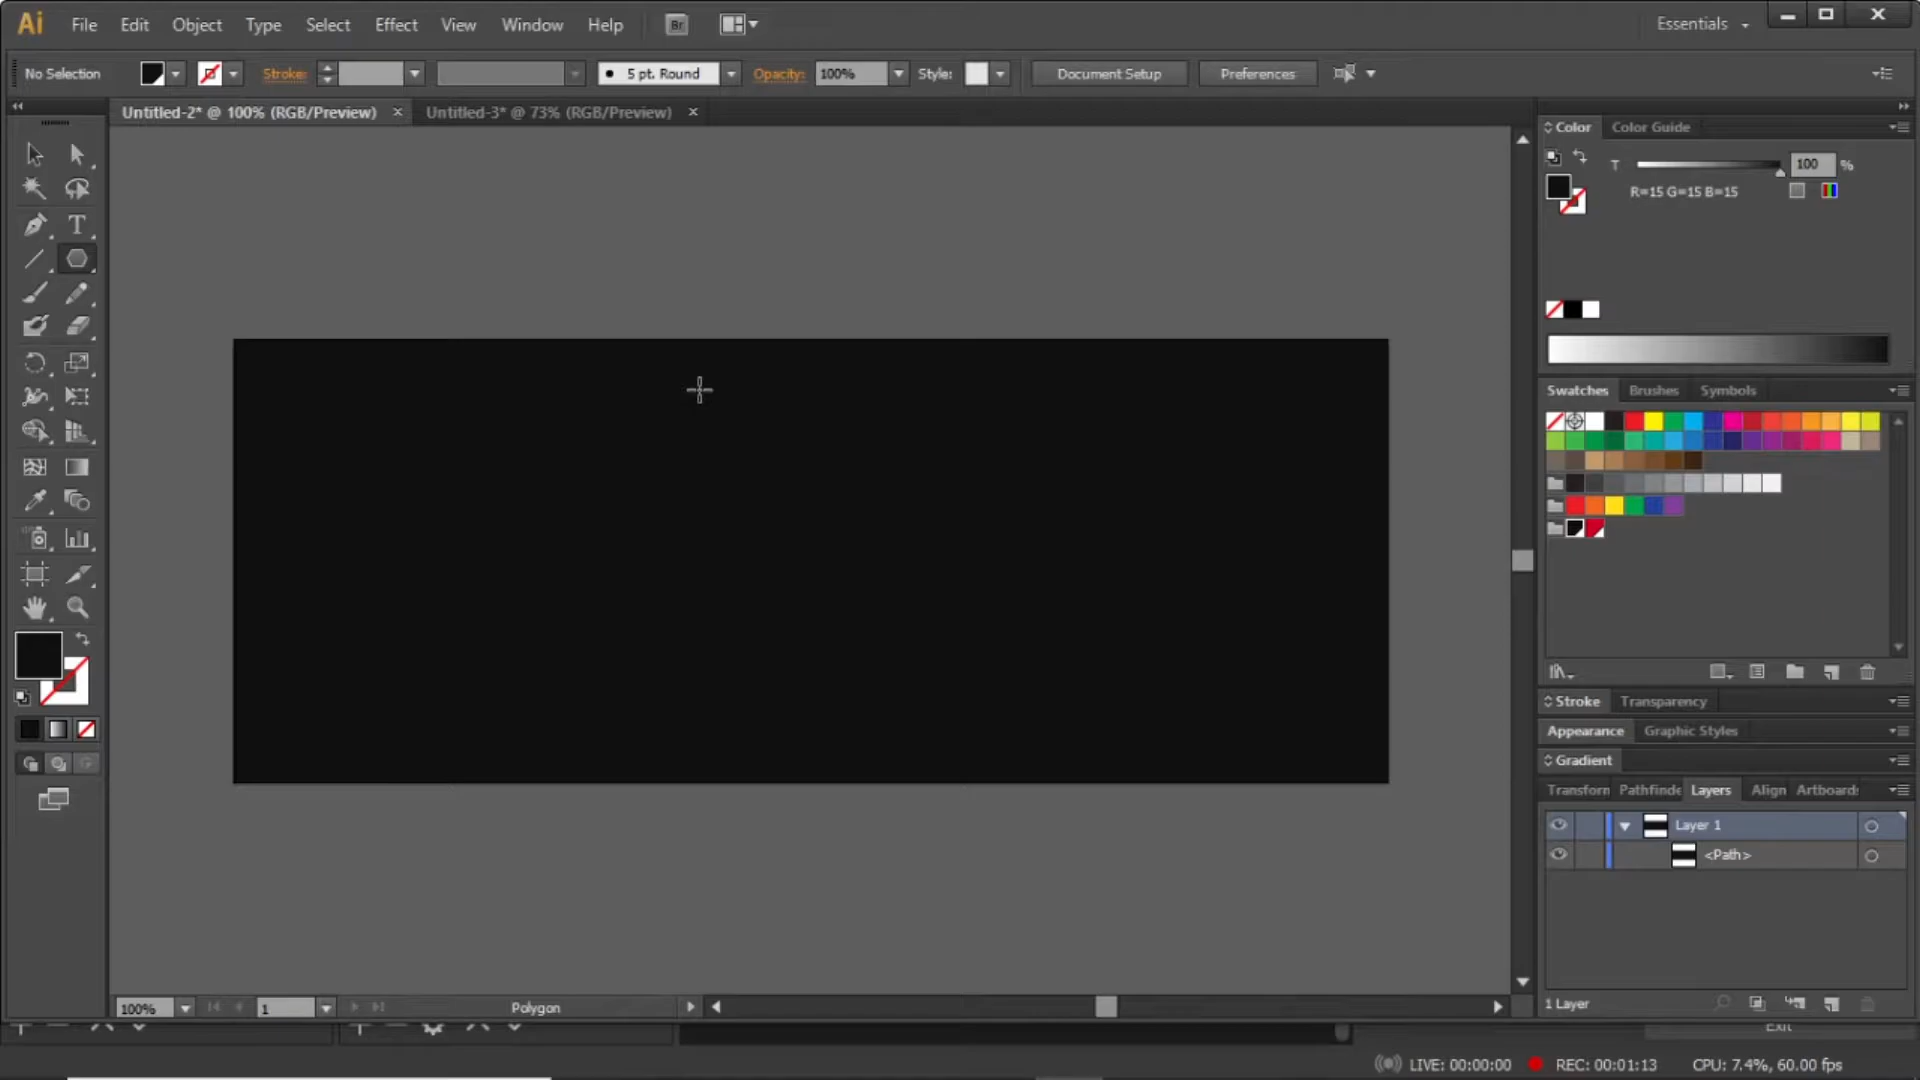 Ai File Edit Object Type Select Effect View Window Help Br Essentials
No Selection Stroke: 5 pt. Round Opacity: 100% Style: Document Setup Preferences
Untitled-2* @ 100% (RGB/Preview) Untitled-3* @ 73% (RGB/Preview)
Color Color Guide
T 100 %
R=15 G=15 B=15
Swatches Brushes Symbols
Stroke Transparency
Appearance Graphic Styles
Gradient
Transform Pathfinde Layers Align Artboards
Layer 1
<Path>
1 Layer
100% 1 Polygon
Exit
LIVE: 00:00:00 REC: 00:01:13 CPU: 7.4%, 60.00 fps